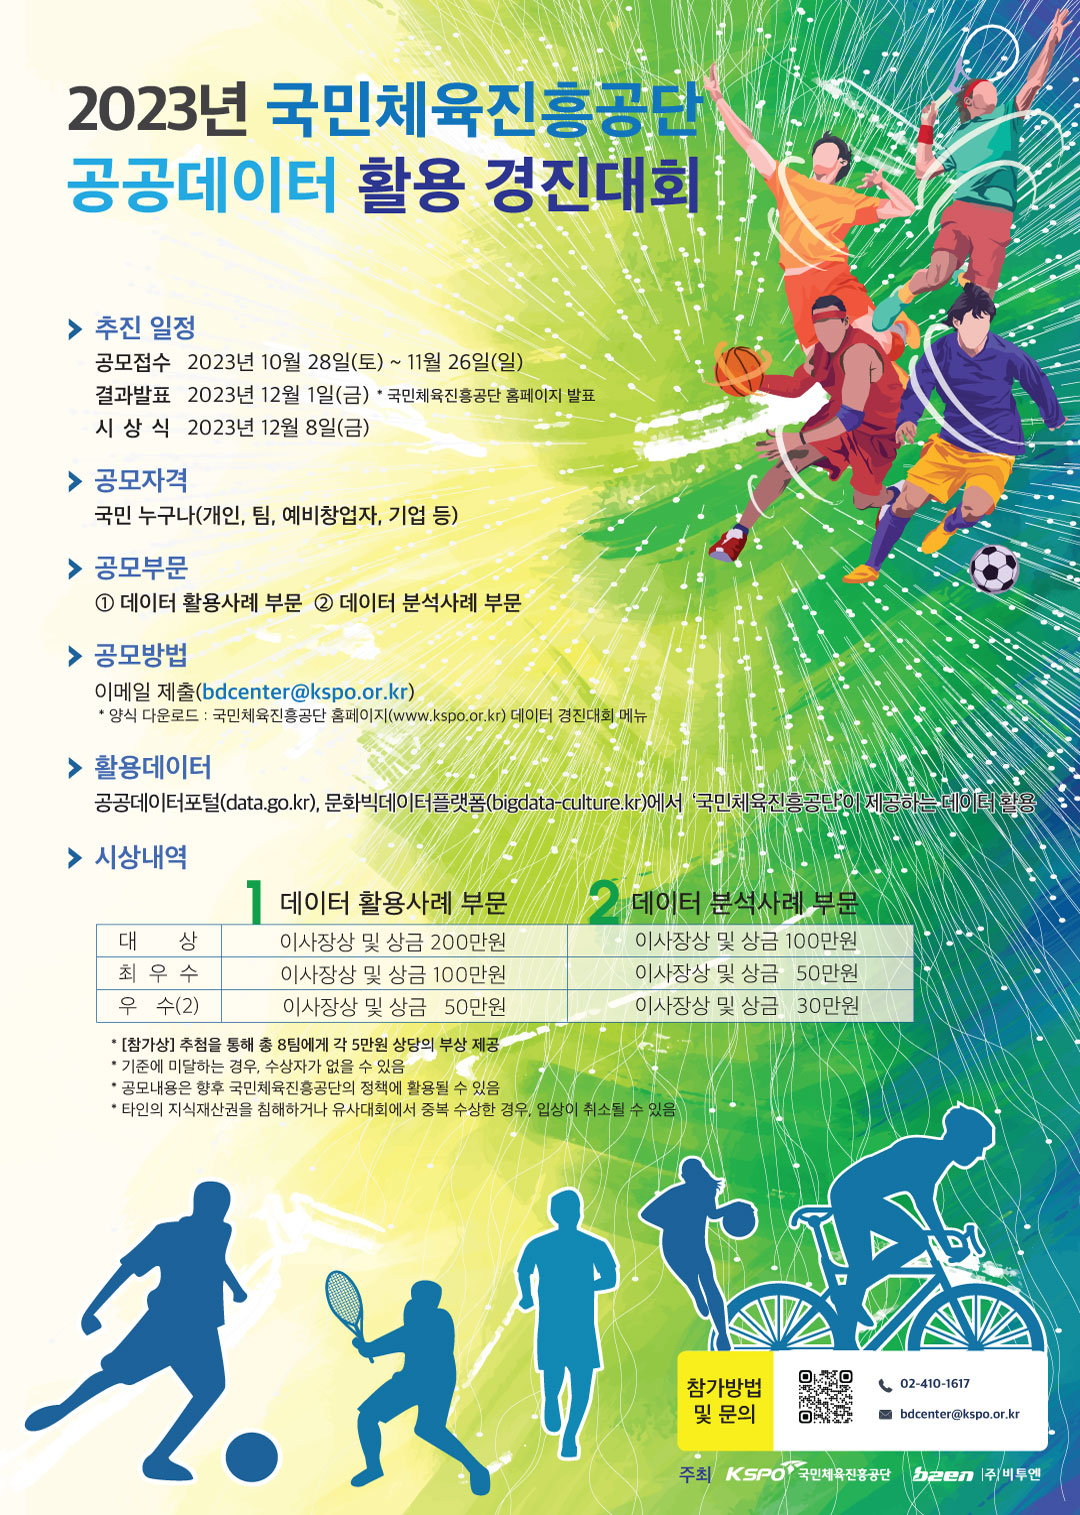 2023년 국민체육진흥공단
공공데이터 활용 경진대회
추진 일정
공모접수 2023년 10월 28일(토) ~ 11월 26일(일)
결과발표 2023년 12월 1일(금) * 국민체육진흥공단 홈페이지 발표
시 상 식 2023년 12월 8일(금)
공모자격
국민 누구나(개인, 팀, 예비창업자, 기업 등)
공모부문
① 데이터 활용사례 부문 ② 데이터 분석사례 부문
공모방법
이메일 제출(bdcenter@kspo.or.kr)
* 양식 다운로드 : 국민체육진흥공단 홈페이지(www.kspo.or.kr) 데이터 경진대회 메뉴
활용데이터
공공데이터포털(data.go.kr), 문화빅데이터플랫폼(bigdata-culture.kr)에서 ‘국민체육진흥공단’이 제공하는 데이터 활용
시상내역
1 데이터 활용사례 부문 2 데이터 분석사례 부문
대 상 이사장상 및 상금 200만원 이사장상 및 상금 100만원
최 우 수 이사장상 및 상금 100만원 이사장상 및 상금 50만원
우 수(2) 이사장상 및 상금 50만원 이사장상 및 상금 30만원
* [참가상] 추첨을 통해 총 8팀에게 각 5만원 상당의 부상 제공
* 기준에 미달하는 경우, 수상자가 없을 수 있음
* 공모내용은 향후 국민체육진흥공단의 정책에 활용될 수 있음
* 타인의 지식재산권을 침해하거나 유사대회에서 중복 수상한 경우, 입상이 취소될 수 있음
참가방법
및 문의
02-410-1617
bdcenter@kspo.or.kr
주최 KSPO 국민체육진흥공단 b2en (주)비투엔